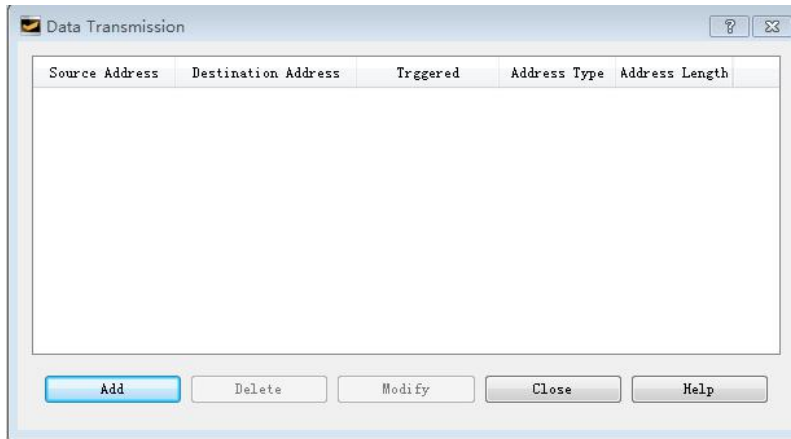 Data Transmission
Source Address Destination Address Trggered Address Type Address Length
Add Delete Modify Close Help